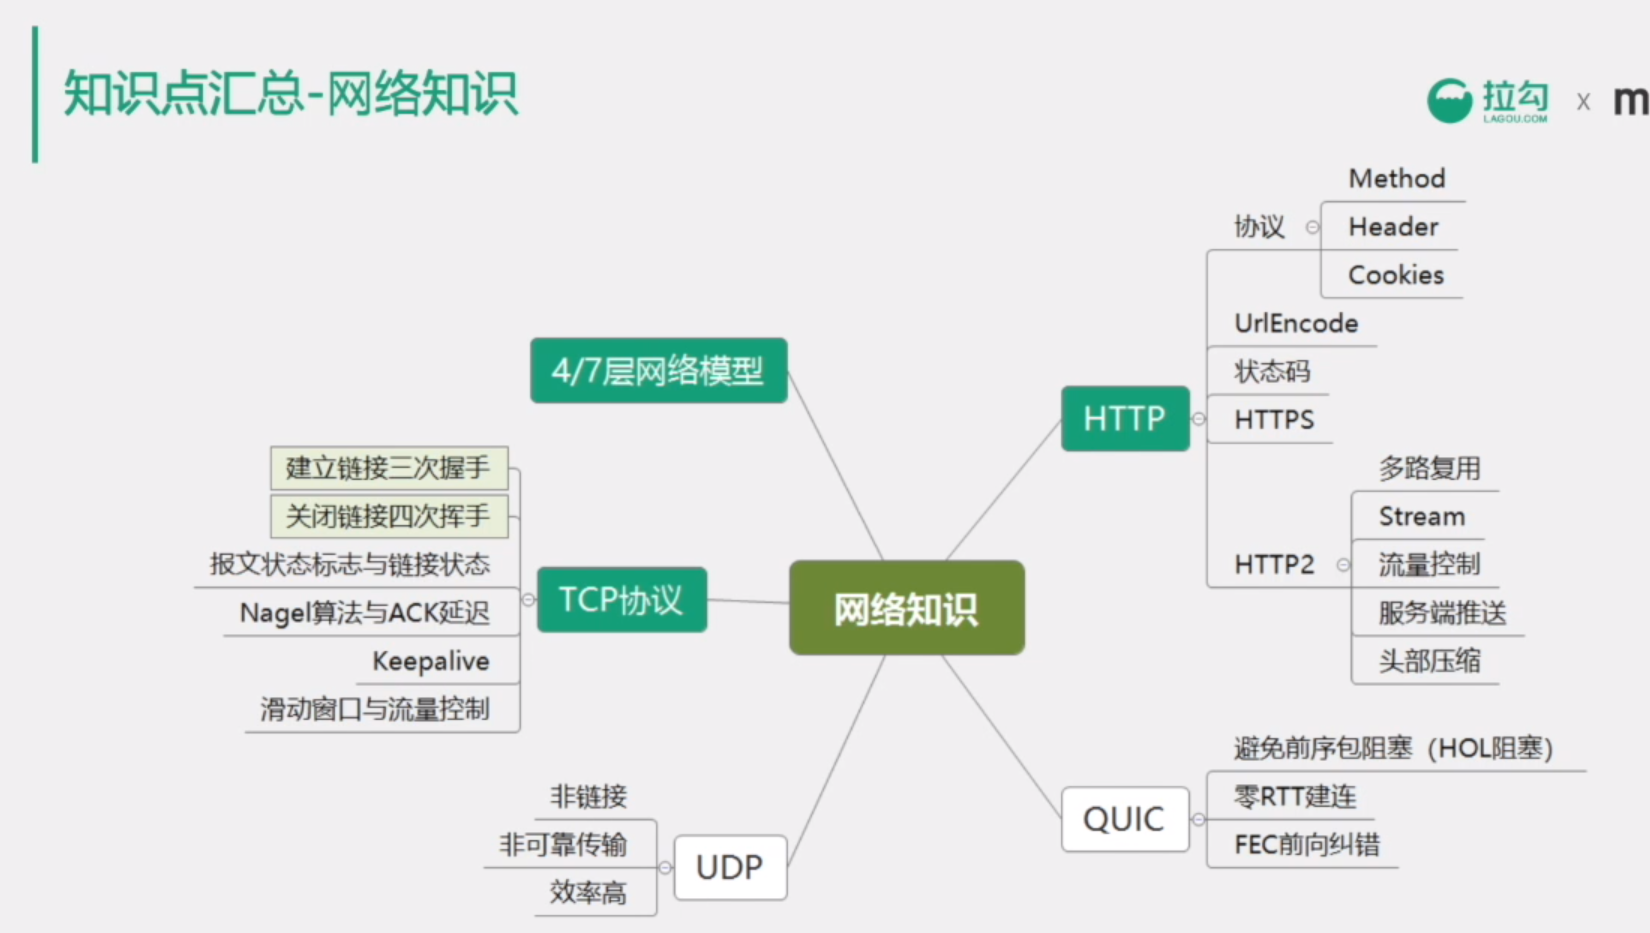 知识点汇总-网络知识
拉勾
LAGOU.COM
x
m
Method
协议
Header
Cookies
UrlEncode
状态码
HTTP
HTTPS
多路复用
Stream
HTTP2
流量控制
服务端推送
头部压缩
4/7层网络模型
建立链接三次握手
关闭链接四次挥手
报文状态标志与链接状态
TCP协议
Nagel算法与ACK延迟
Keepalive
滑动窗口与流量控制
网络知识
避免前序包阻塞（HOL阻塞）
QUIC
零RTT建连
FEC前向纠错
非链接
非可靠传输
UDP
效率高